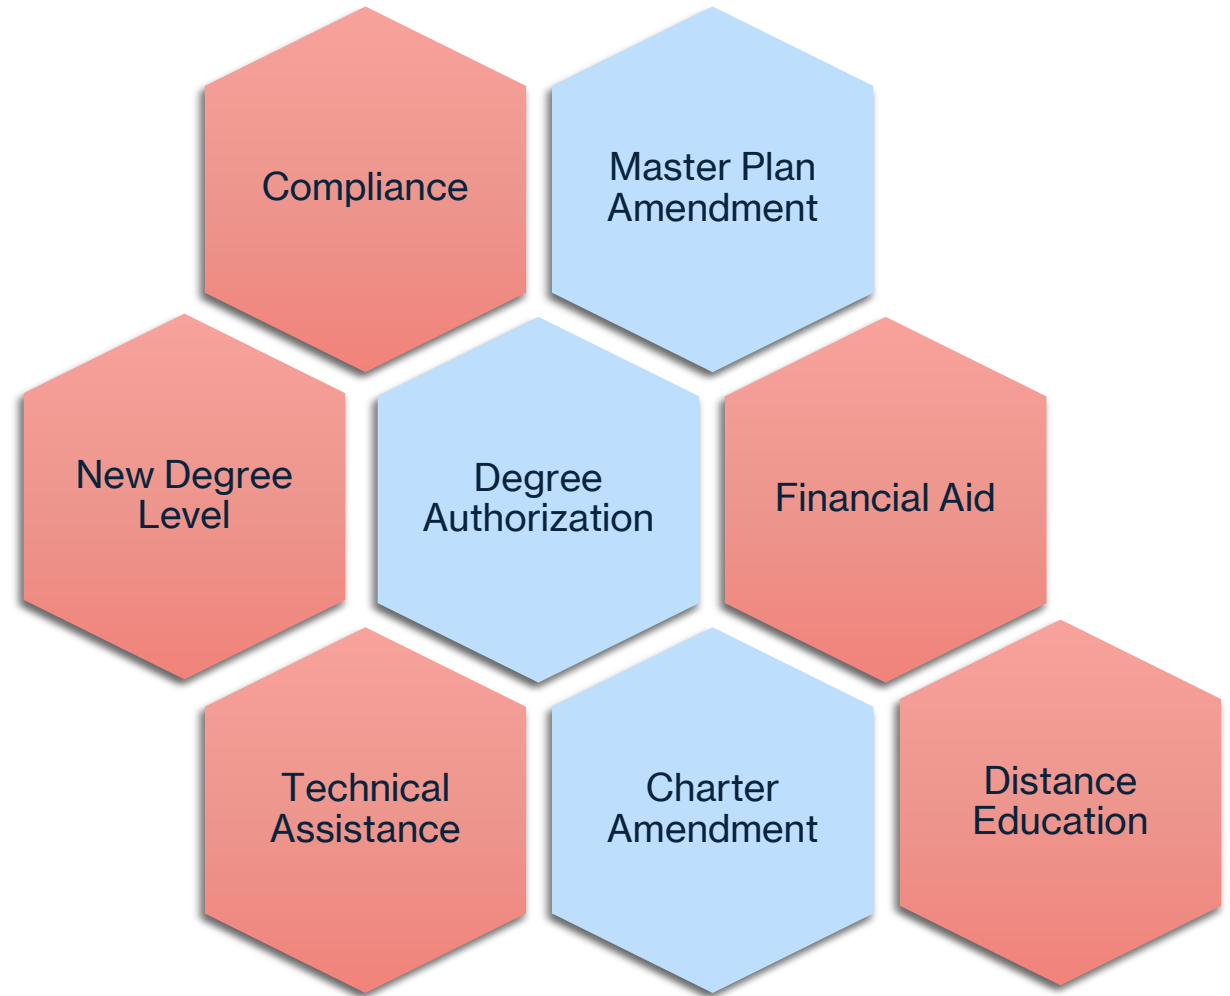 Compliance
Master Plan
Amendment
New Degree
Level
Degree
Authorization
Financial Aid
Technical
Assistance
Charter
Amendment
Distance
Education